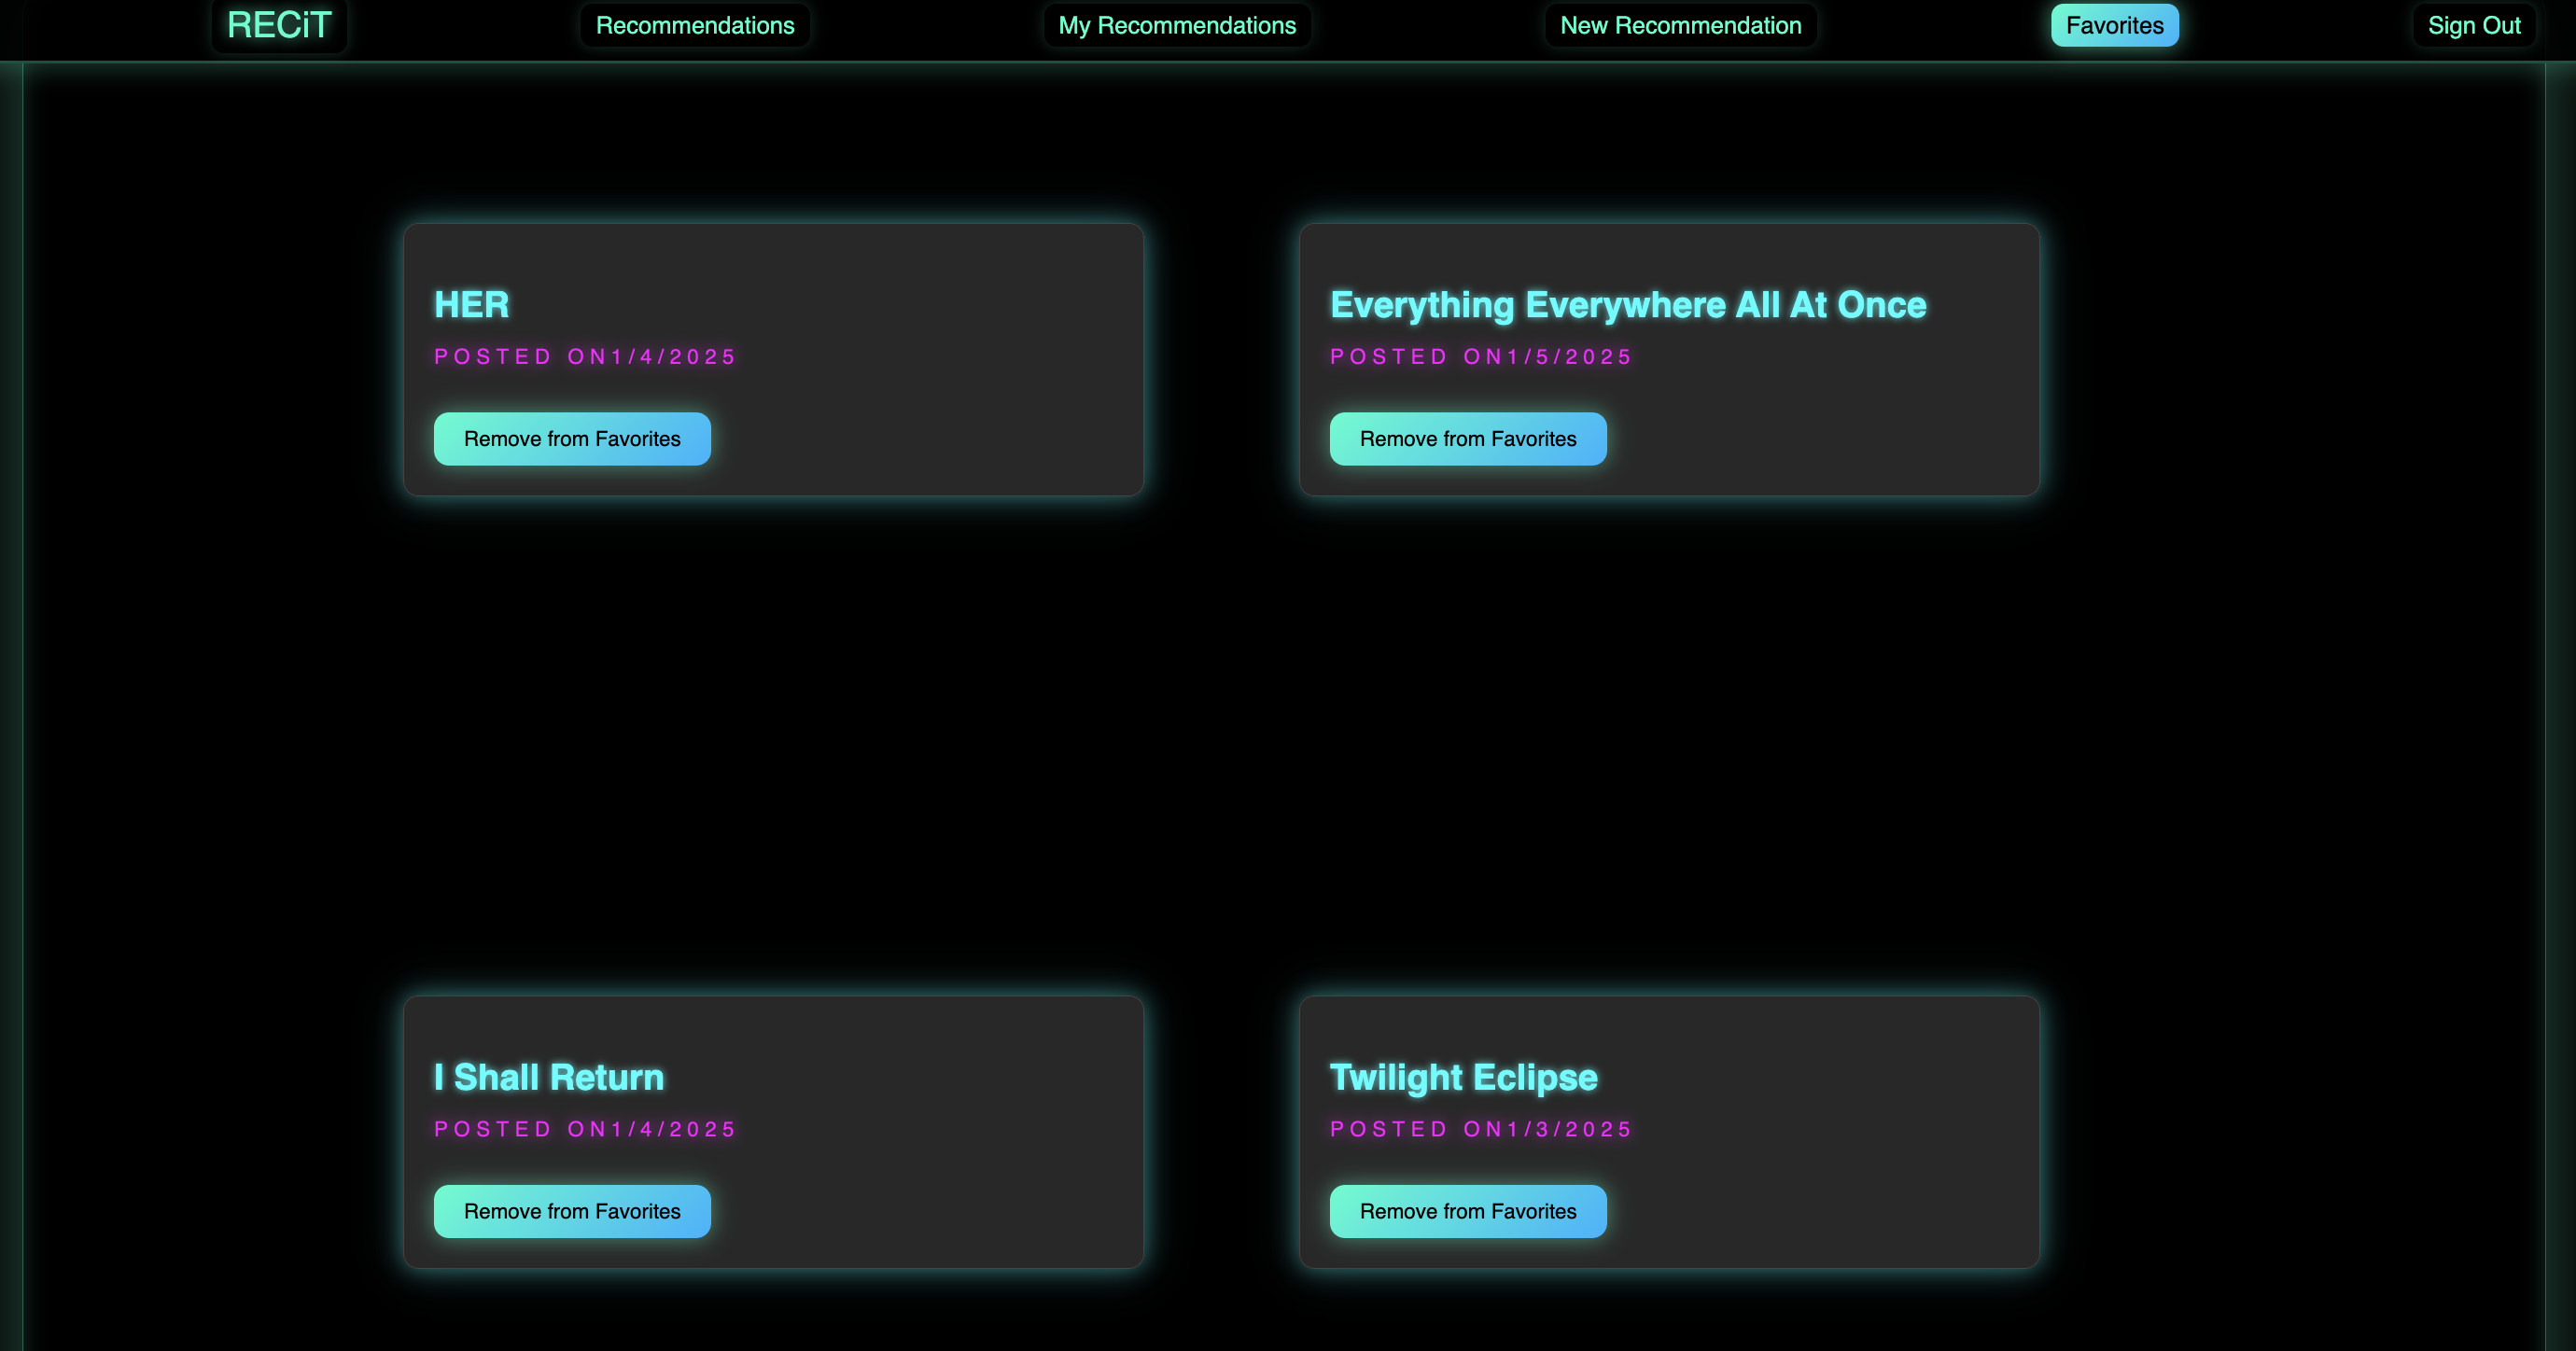 RECiT Recommendations My Recommendations New Recommendation Favorites Sign Out
HER
POSTED ON1/4/2025
Remove from Favorites
Everything Everywhere All At Once
POSTED ON1/5/2025
Remove from Favorites
I Shall Return
POSTED ON1/4/2025
Remove from Favorites
Twilight Eclipse
POSTED ON1/3/2025
Remove from Favorites